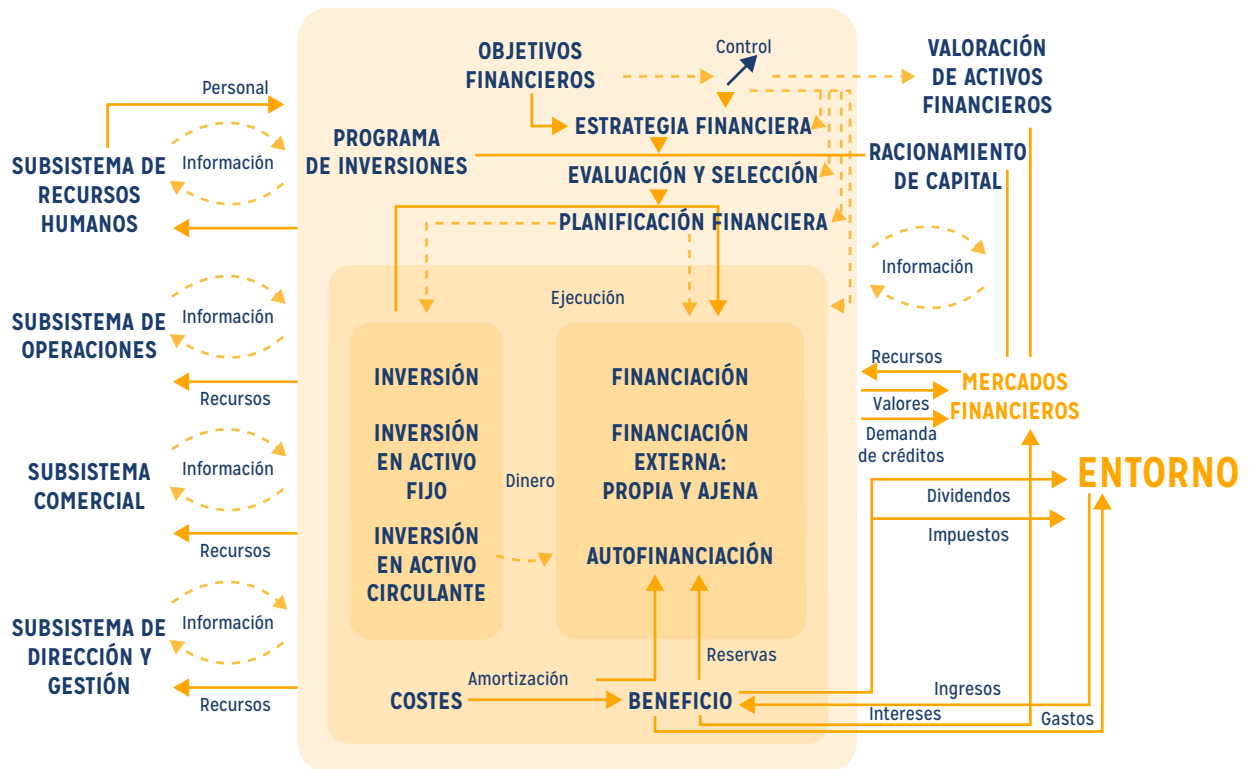 Personal
SUBSISTEMA DE
RECURSOS
HUMANOS
Información
SUBSISTEMA DE
OPERACIONES
Información
Recursos
SUBSISTEMA
COMERCIAL
Información
Recursos
SUBSISTEMA DE
DIRECCIÓN Y
GESTIÓN
Información
Recursos
OBJETIVOS
FINANCIEROS
Control
VALORACIÓN
DE ACTIVOS
FINANCIEROS
ESTRATEGIA FINANCIERA
PROGRAMA
DE INVERSIONES
RACIONAMIENTO
DE CAPITAL
EVALUACIÓN Y SELECCIÓN
PLANIFICACIÓN FINANCIERA
Información
Ejecución
INVERSIÓN
INVERSIÓN
EN ACTIVO
FIJO
INVERSIÓN
EN ACTIVO
CIRCULANTE
Dinero
FINANCIACIÓN
FINANCIACIÓN
EXTERNA:
PROPIA Y AJENA
AUTOFINANCIACIÓN
Recursos
Valores
Demanda
de créditos
MERCADOS
FINANCIEROS
ENTORNO
Dividendos
Impuestos
Reservas
Amortización
COSTES
BENEFICIO
Ingresos
Intereses
Gastos